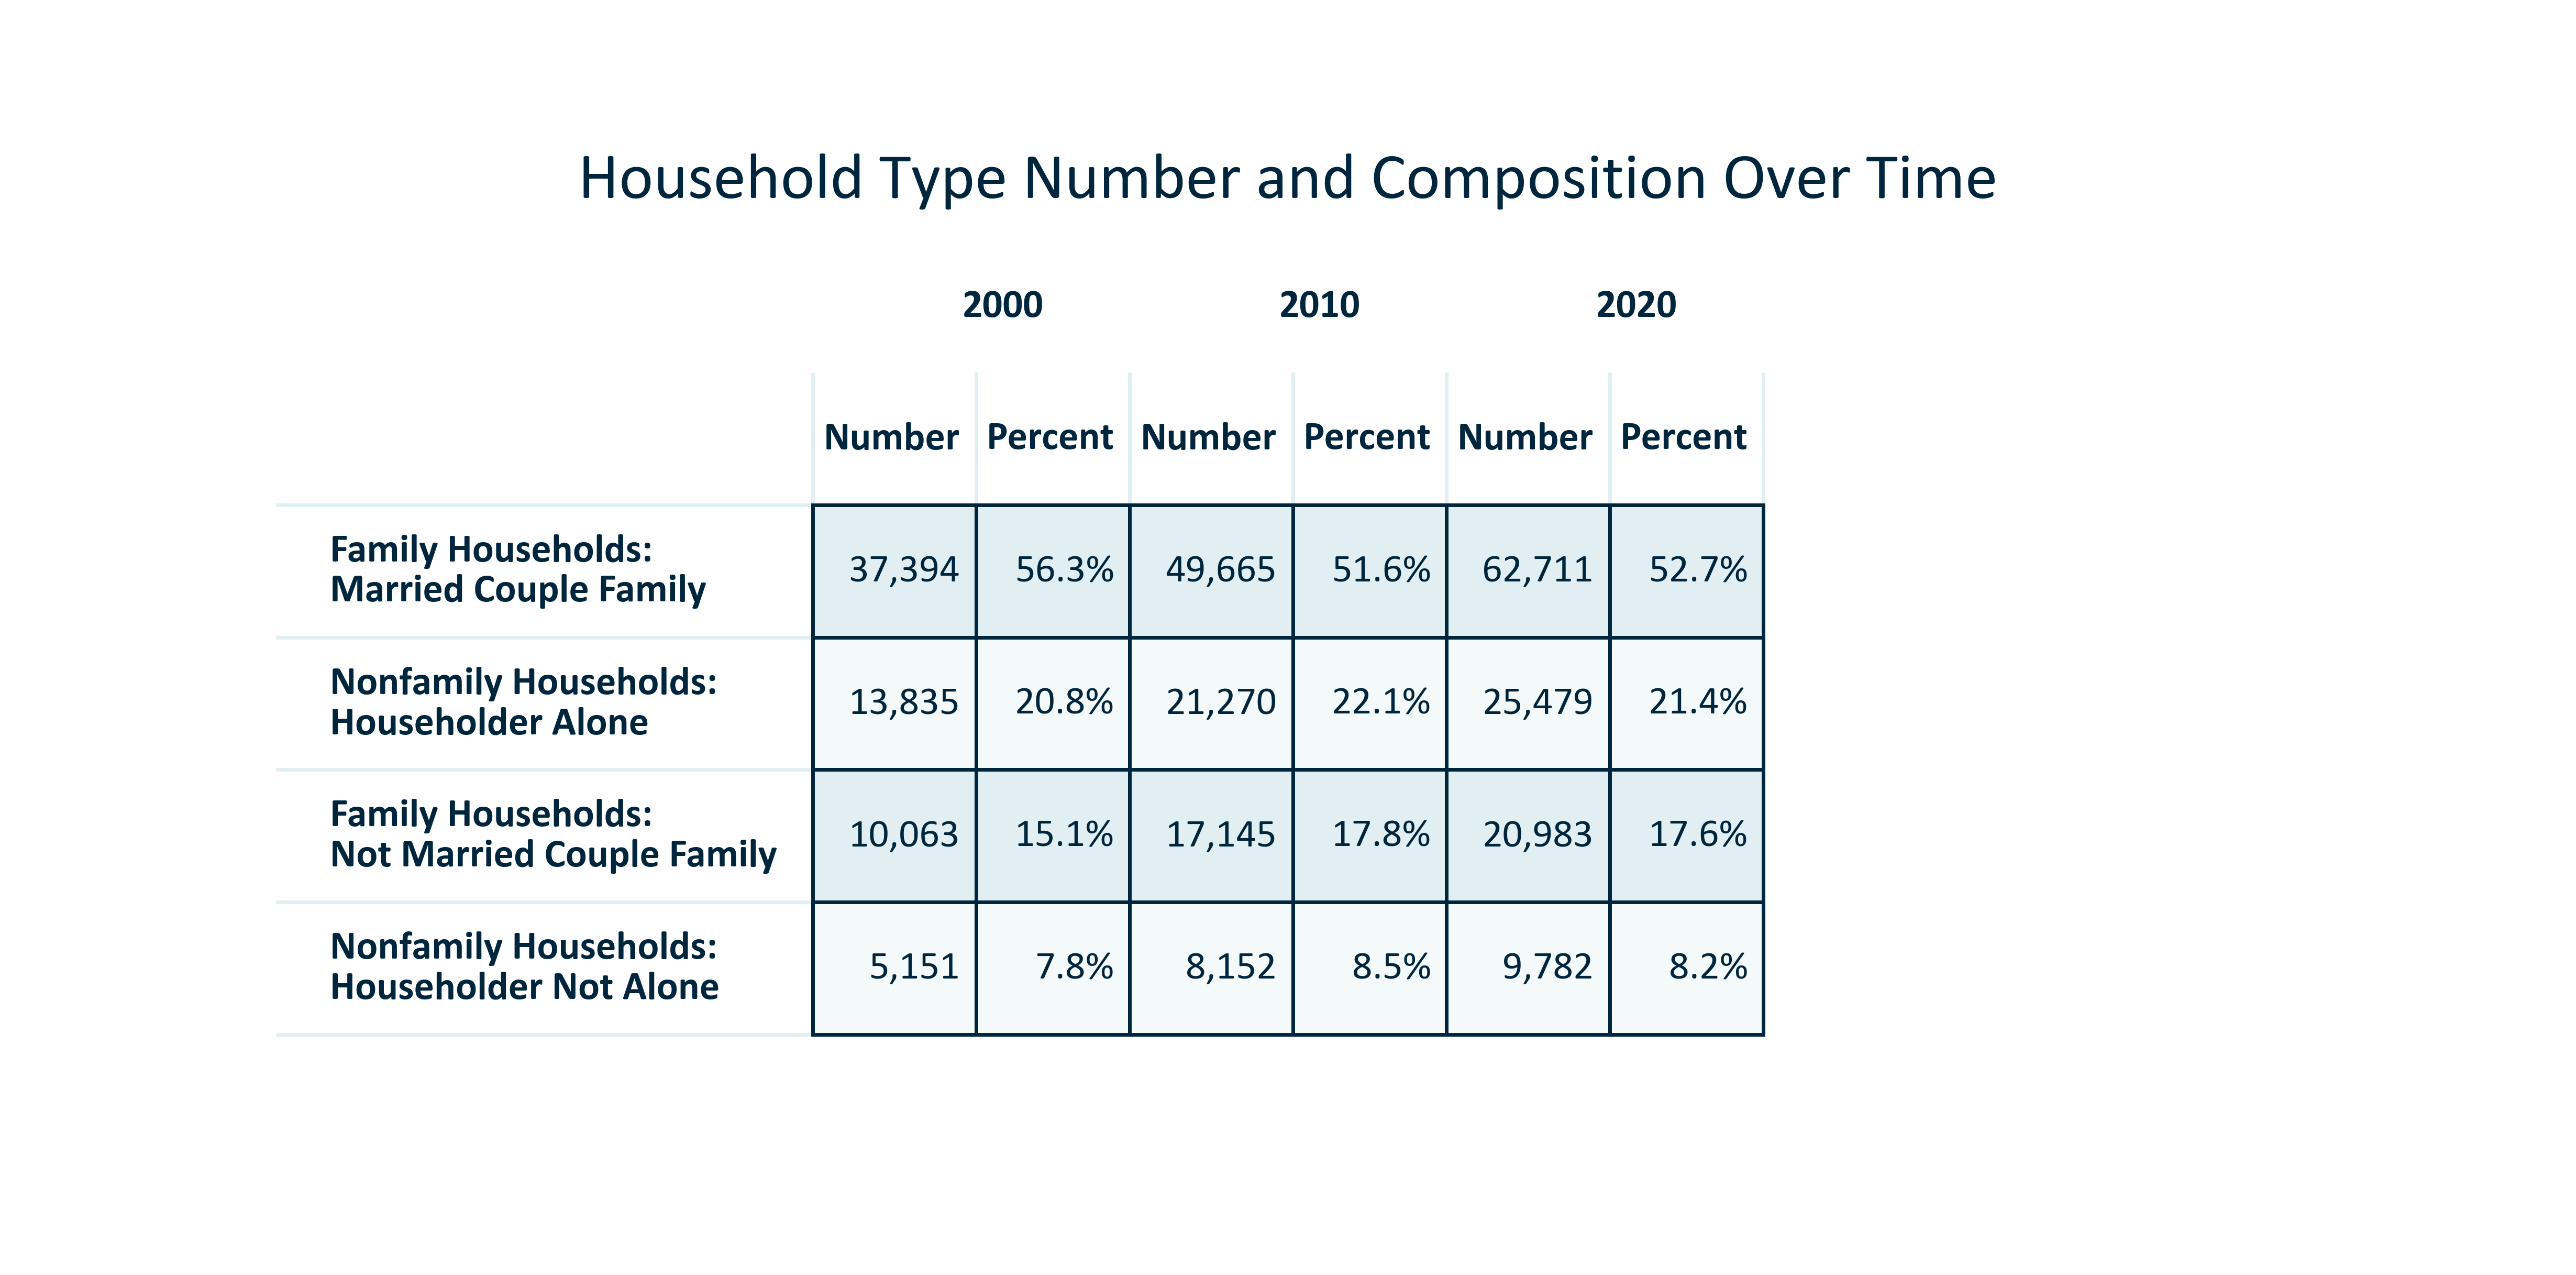 Household Type Number and Composition Over Time
2000 2010 2020
Number Percent Number Percent Number Percent
Family Households:
Married Couple Family
37,394 56.3% 49,665 51.6% 62,711 52.7%
Nonfamily Households:
Householder Alone
13,835 20.8% 21,270 22.1% 25,479 21.4%
Family Households:
Not Married Couple Family
10,063 15.1% 17,145 17.8% 20,983 17.6%
Nonfamily Households:
Householder Not Alone
5,151 7.8% 8,152 8.5% 9,782 8.2%